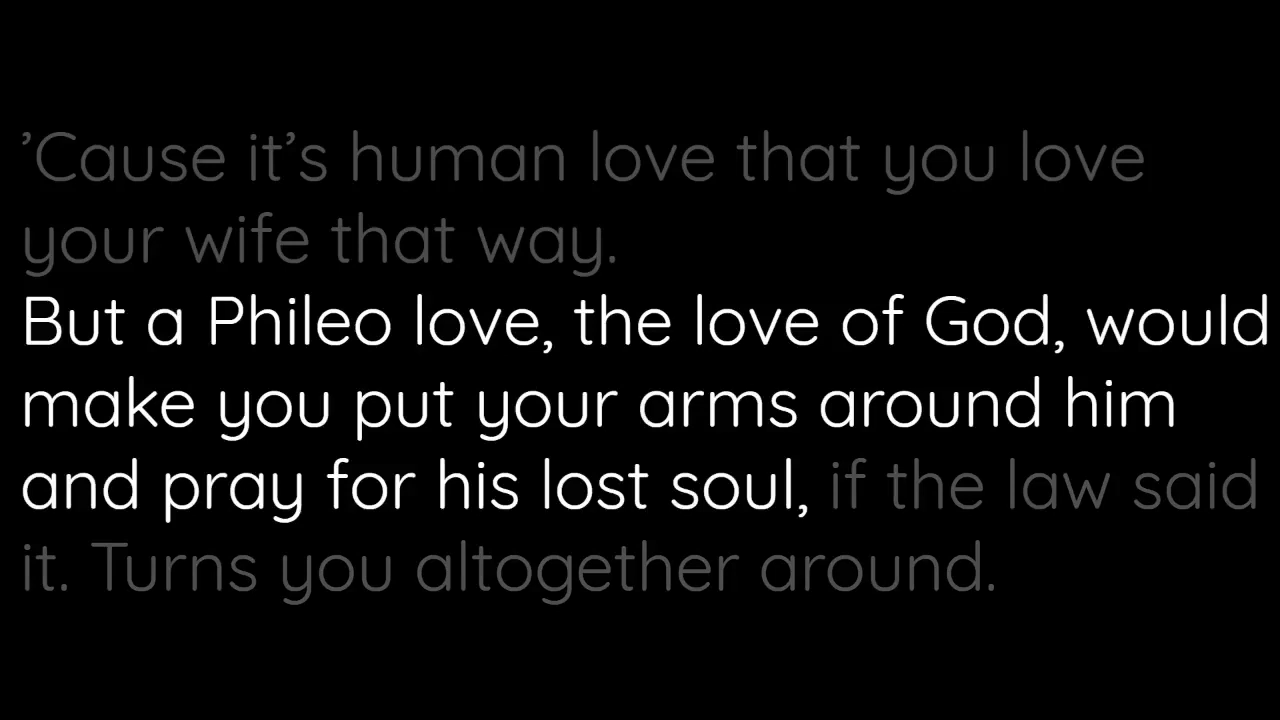 ’Cause it’s human love that you love
your wife that way.
But a Phileo love, the love of God, would
make you put your arms around him
and pray for his lost soul, if the law said
it. Turns you altogether around.